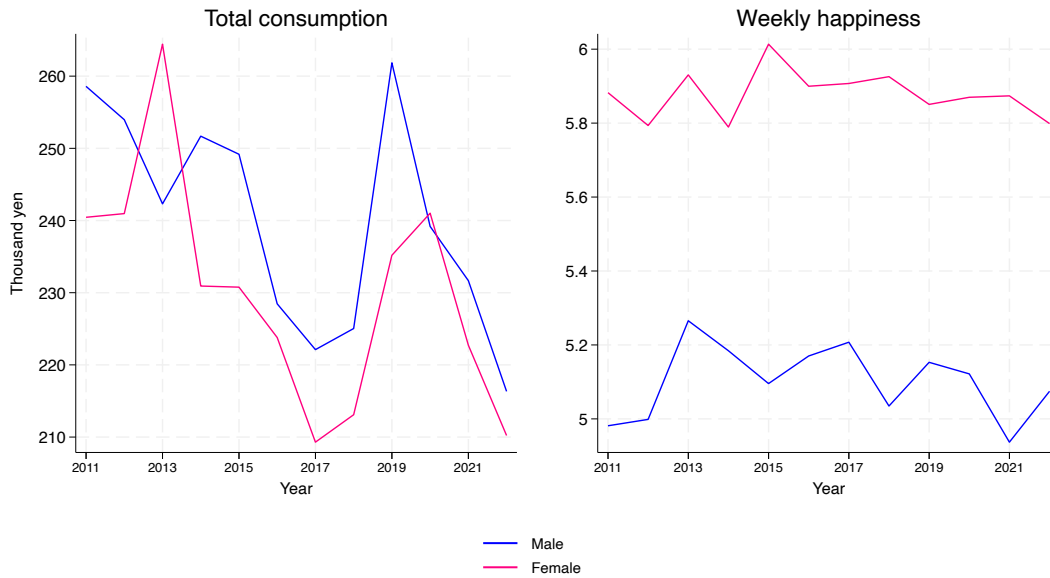 Total consumption
Thousand yen
260
250
240
230
220
210
2011 2013 2015 2017 2019 2021
Year
Weekly happiness
6
5.8
5.6
5.4
5.2
5
2011 2013 2015 2017 2019 2021
Year
Male
Female